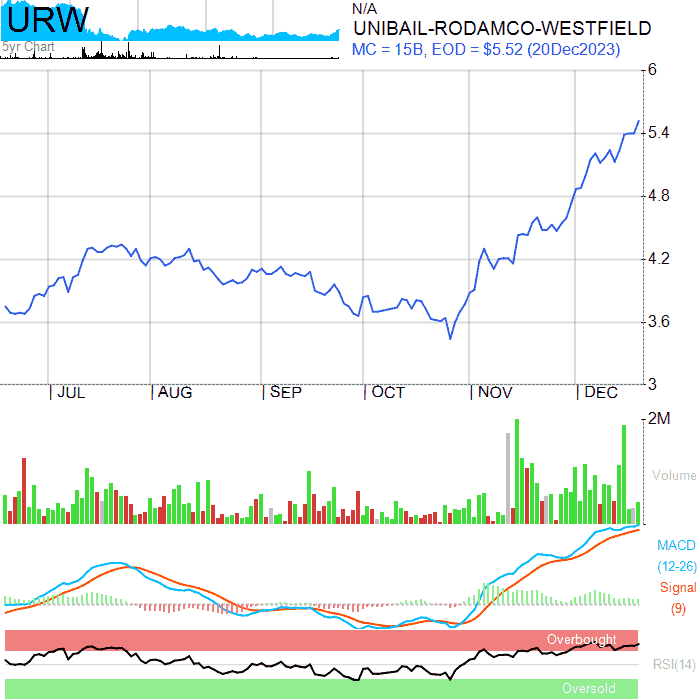 URW
5yr Chart
N/A
UNIBAIL-RODAMCO-WESTFIELD
MC = 15B, EOD = $5.52 (20Dec2023)
6
5.4
4.8
4.2
3.6
3
JUL AUG SEP OCT NOV DEC
2M
Volume
MACD
(12-26)
Signal
(9)
Overbought
RSI(14)
Oversold